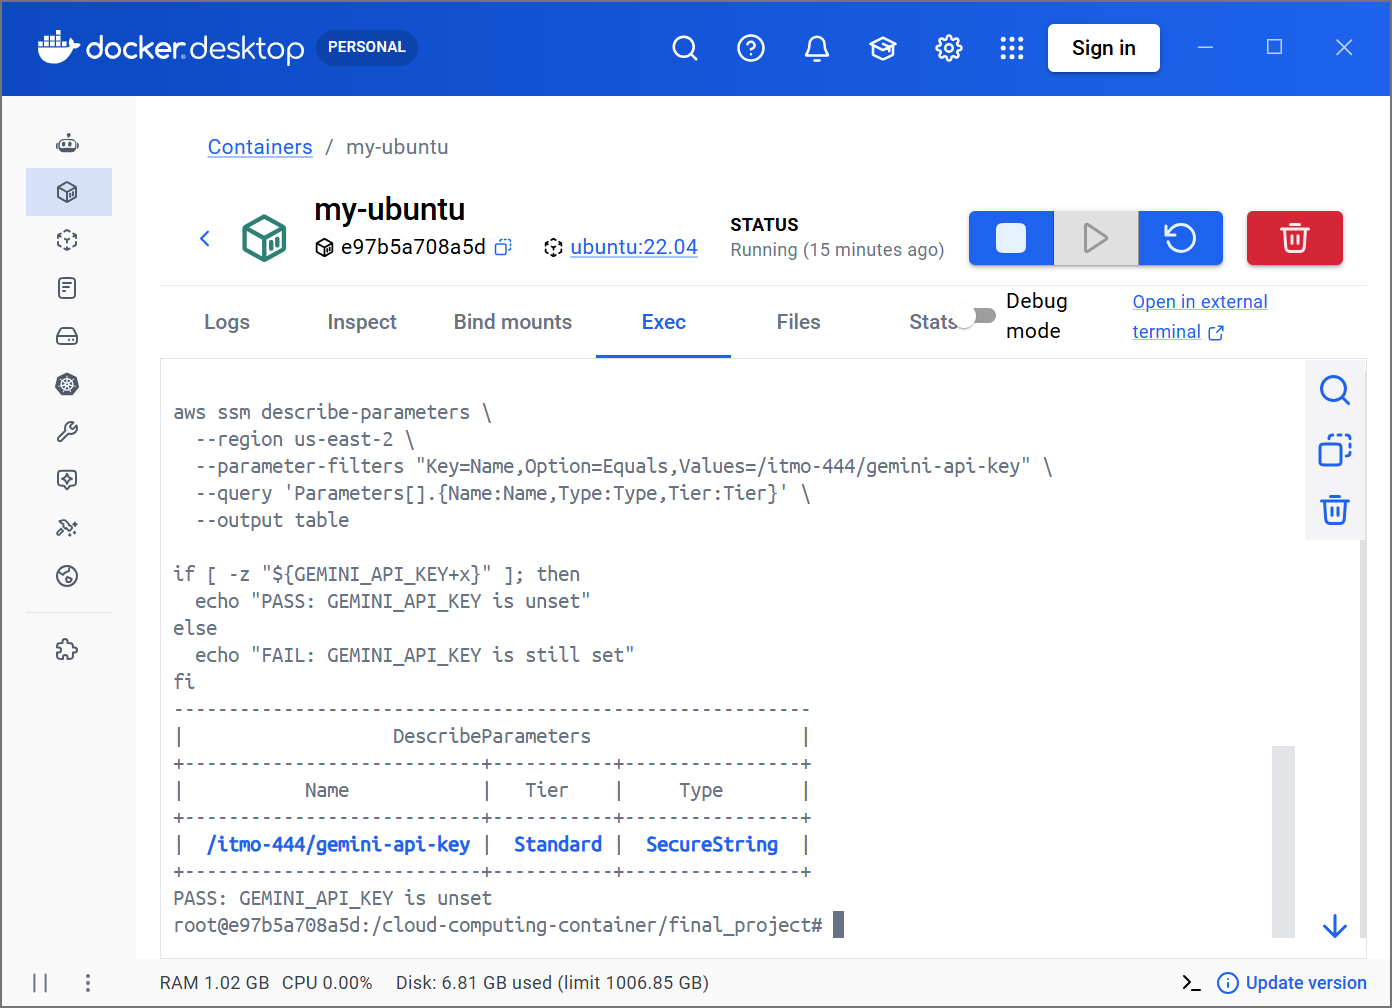 docker desktop PERSONAL Sign in
Containers / my-ubuntu
my-ubuntu
e97b5a708a5d ubuntu:22.04
STATUS
Running (15 minutes ago)
Logs Inspect Bind mounts Exec Files Stats
Debug mode
Open in external terminal
aws ssm describe-parameters \
  --region us-east-2 \
  --parameter-filters "Key=Name,Option=Equals,Values=/itmo-444/gemini-api-key" \
  --query 'Parameters[].{Name:Name,Type:Type,Tier:Tier}' \
  --output table
if [ -z "${GEMINI_API_KEY+x}" ]; then
  echo "PASS: GEMINI_API_KEY is unset"
else
  echo "FAIL: GEMINI_API_KEY is still set"
fi
----------------------------------------------------------
|                   DescribeParameters                   |
+---------------------------+-----------+----------------+
|           Name            |   Tier    |     Type       |
+---------------------------+-----------+----------------+
|  /itmo-444/gemini-api-key |  Standard |  SecureString  |
+---------------------------+-----------+----------------+
PASS: GEMINI_API_KEY is unset
root@e97b5a708a5d:/cloud-computing-container/final_project#
RAM 1.02 GB CPU 0.00% Disk: 6.81 GB used (limit 1006.85 GB) Update version